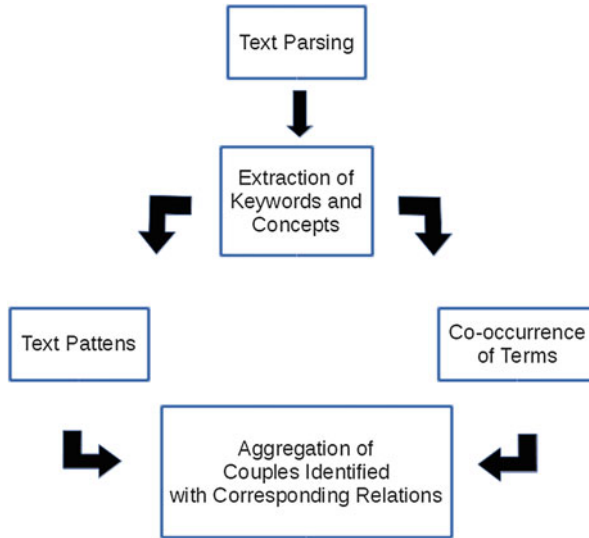 Text Parsing
Extraction of
Keywords and
Concepts
Text Pattens
Co-occurrence
of Terms
Aggregation of
Couples Identified
with Corresponding Relations